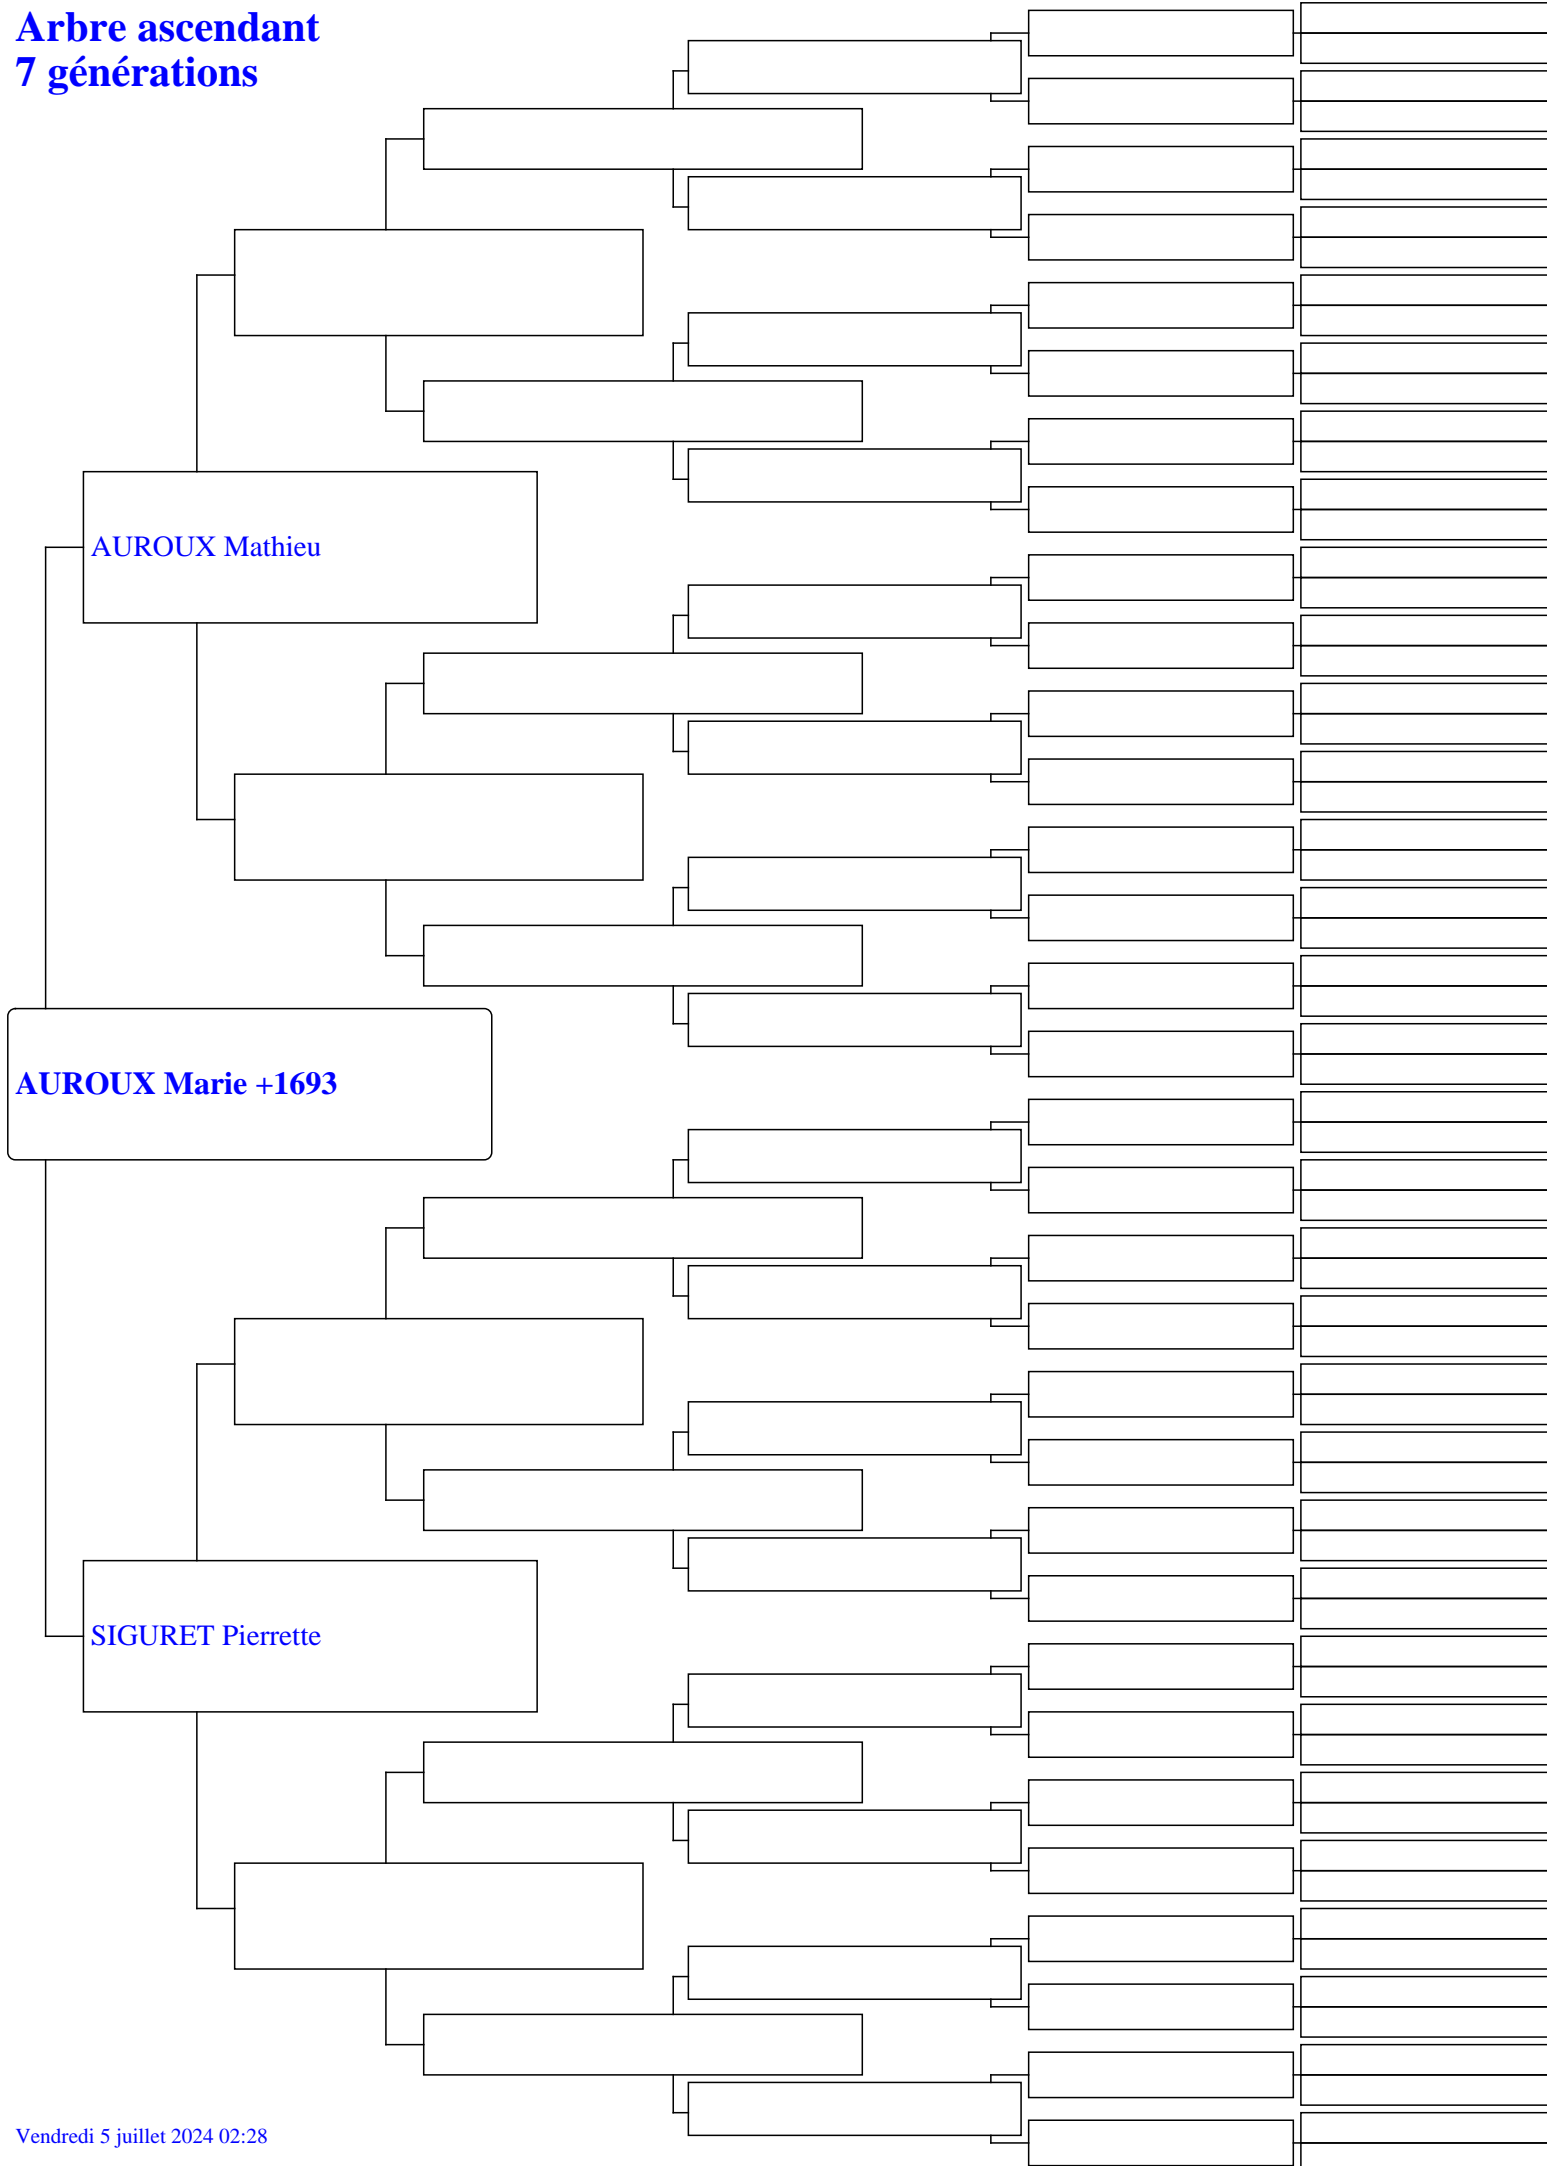 Arbre ascendant
7 générations
AUROUX Mathieu
AUROUX Marie +1693
SIGURET Pierrette
Vendredi 5 juillet 2024 02:28